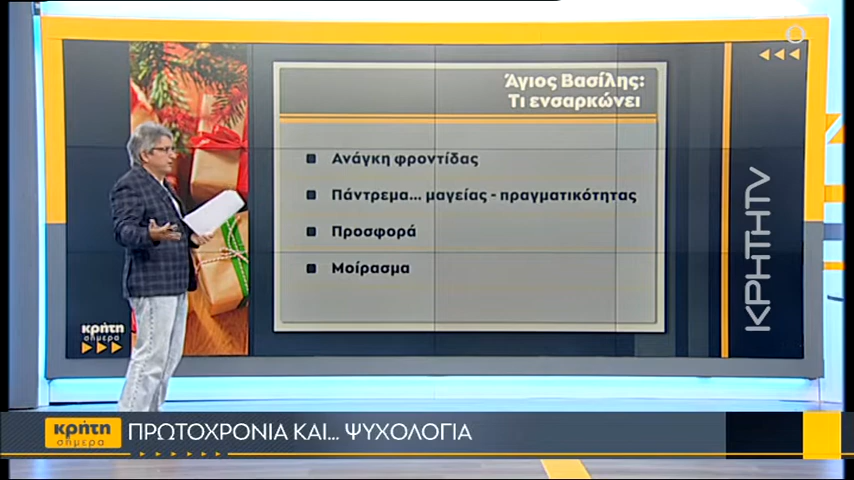 Άγιος Βασίλης:
Τι ενσαρκώνει
Ανάγκη φροντίδας
Πάντρεμα... μαγείας - πραγματικότητας
Προσφορά
Μοίρασμα
ΚΡΗΤΗTV
κρήτη
σήμερα
κρήτη
σήμερα
ΠΡΩΤΟΧΡΟΝΙΑ ΚΑΙ... ΨΥΧΟΛΟΓΙΑ